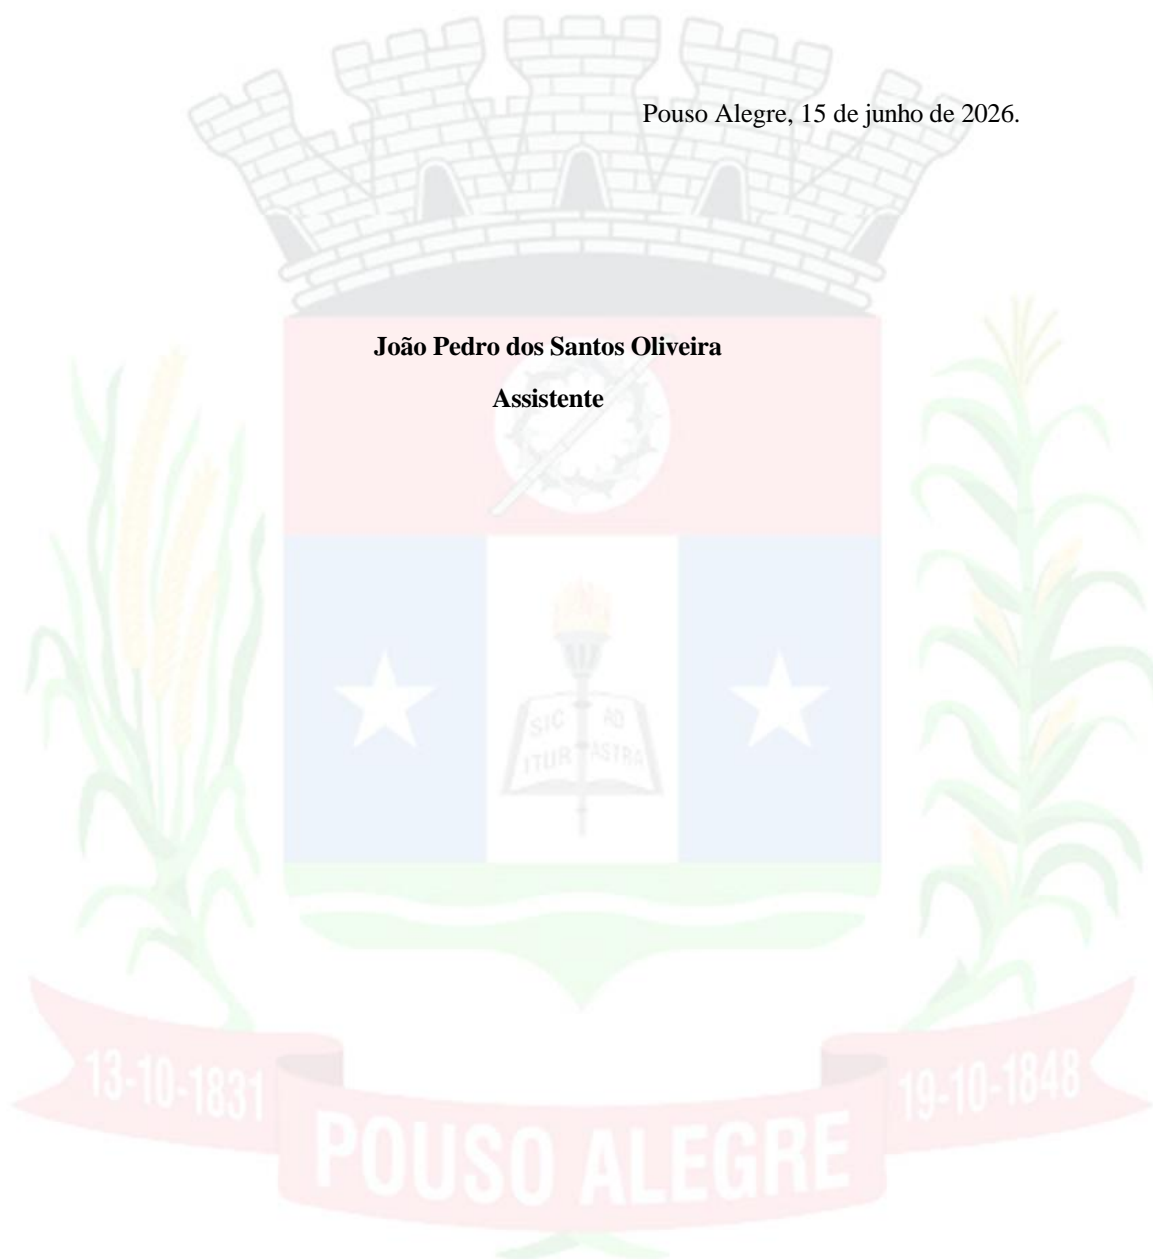 Pouso Alegre, 15 de junho de 2026.
João Pedro dos Santos Oliveira
Assistente
SIC AD
ITUR ASTRA
13-10-1831
19-10-1848
POUSO ALEGRE